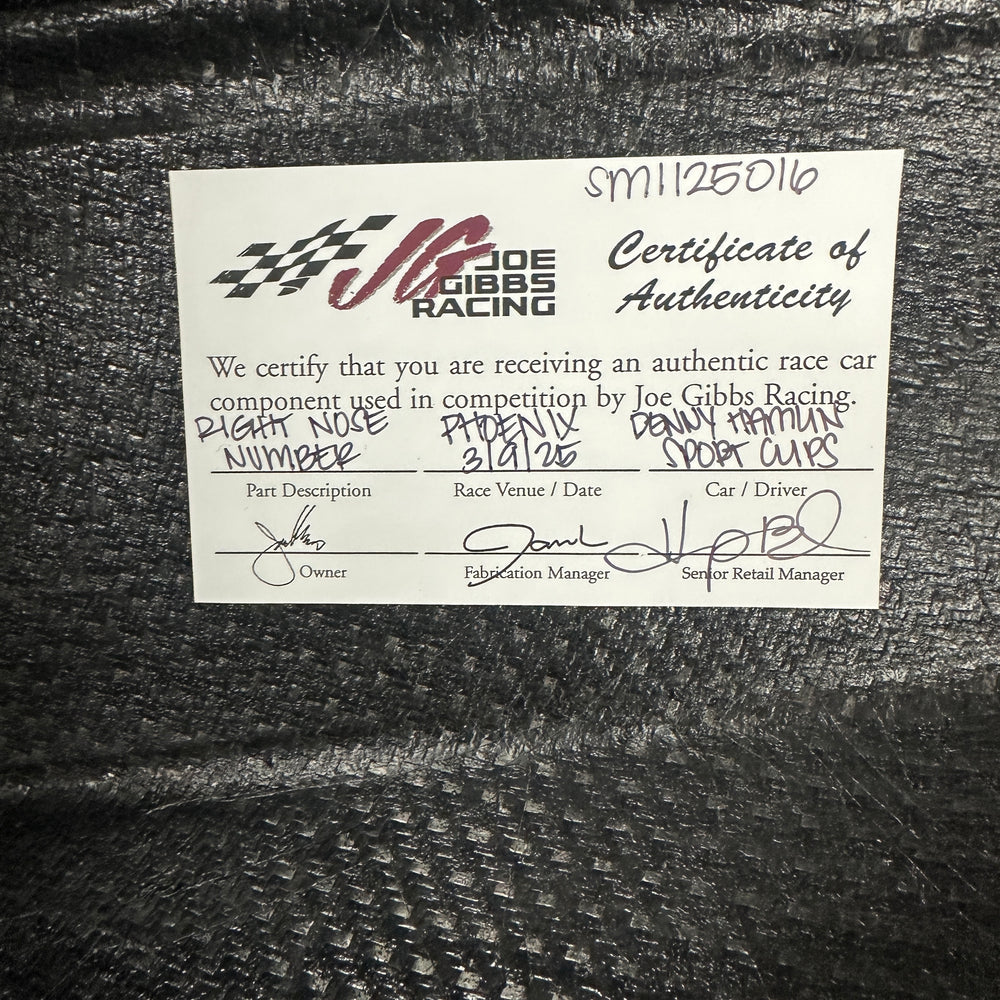 SM1125016
JG JOE
GIBBS
RACING
Certificate of
Authenticity
We certify that you are receiving an authentic race car
component used in competition by Joe Gibbs Racing.
RIGHT NOSE
NUMBER
PHOENIX
3/9/25
DENNY HAMLIN
SPORT CLIPS
Part Description
Race Venue / Date
Car / Driver
Owner
Fabrication Manager
Senior Retail Manager